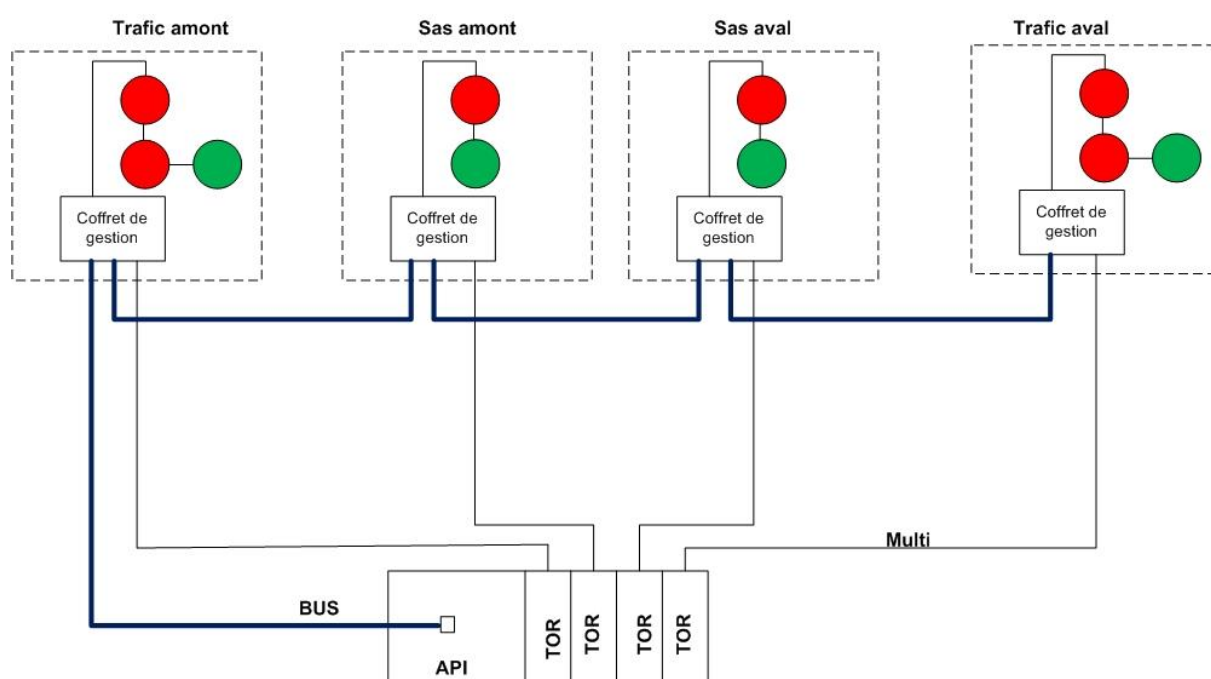 Trafic amont
Sas amont
Sas aval
Trafic aval
Coffret de
gestion
Coffret de
gestion
Coffret de
gestion
Coffret de
gestion
Multi
BUS
API
TOR
TOR
TOR
TOR